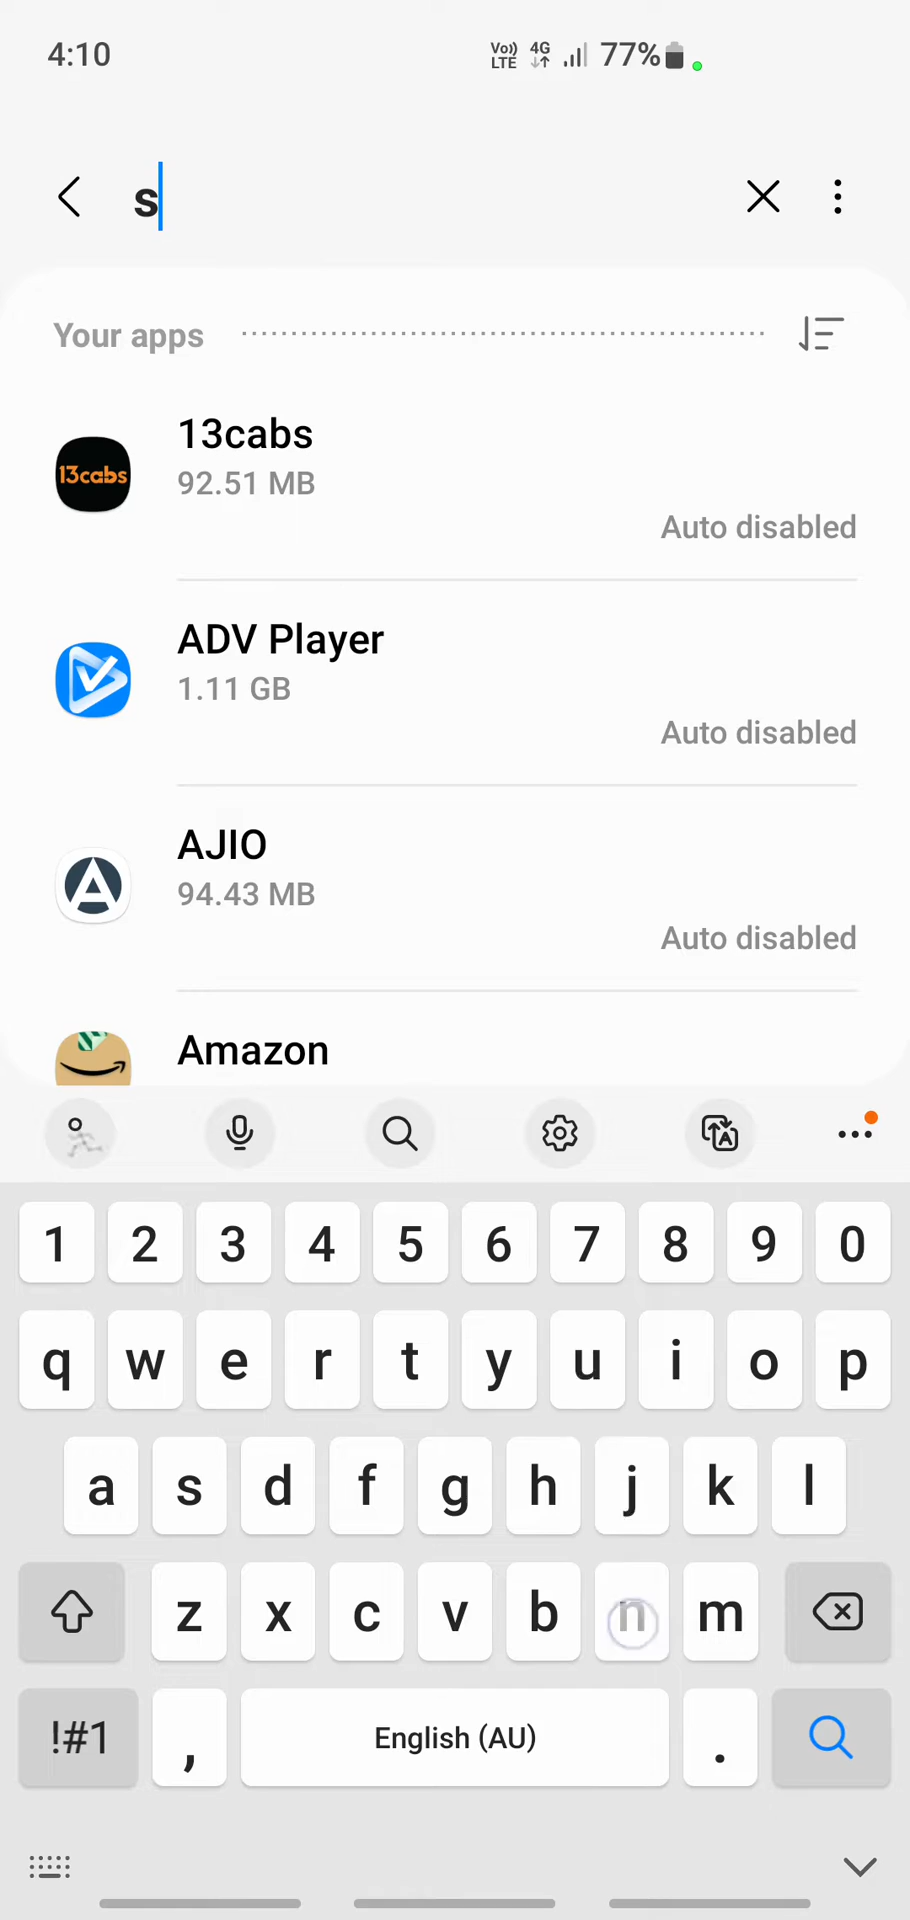 4:10 Vo)) LTE 4G 77%
s
Your apps
13cabs
13cabs
92.51 MB
Auto disabled
ADV Player
1.11 GB
Auto disabled
AJIO
94.43 MB
Auto disabled
Amazon
1 2 3 4 5 6 7 8 9 0
q w e r t y u i o p
a s d f g h j k l
z x c v b n m
!#1 , English (AU) .